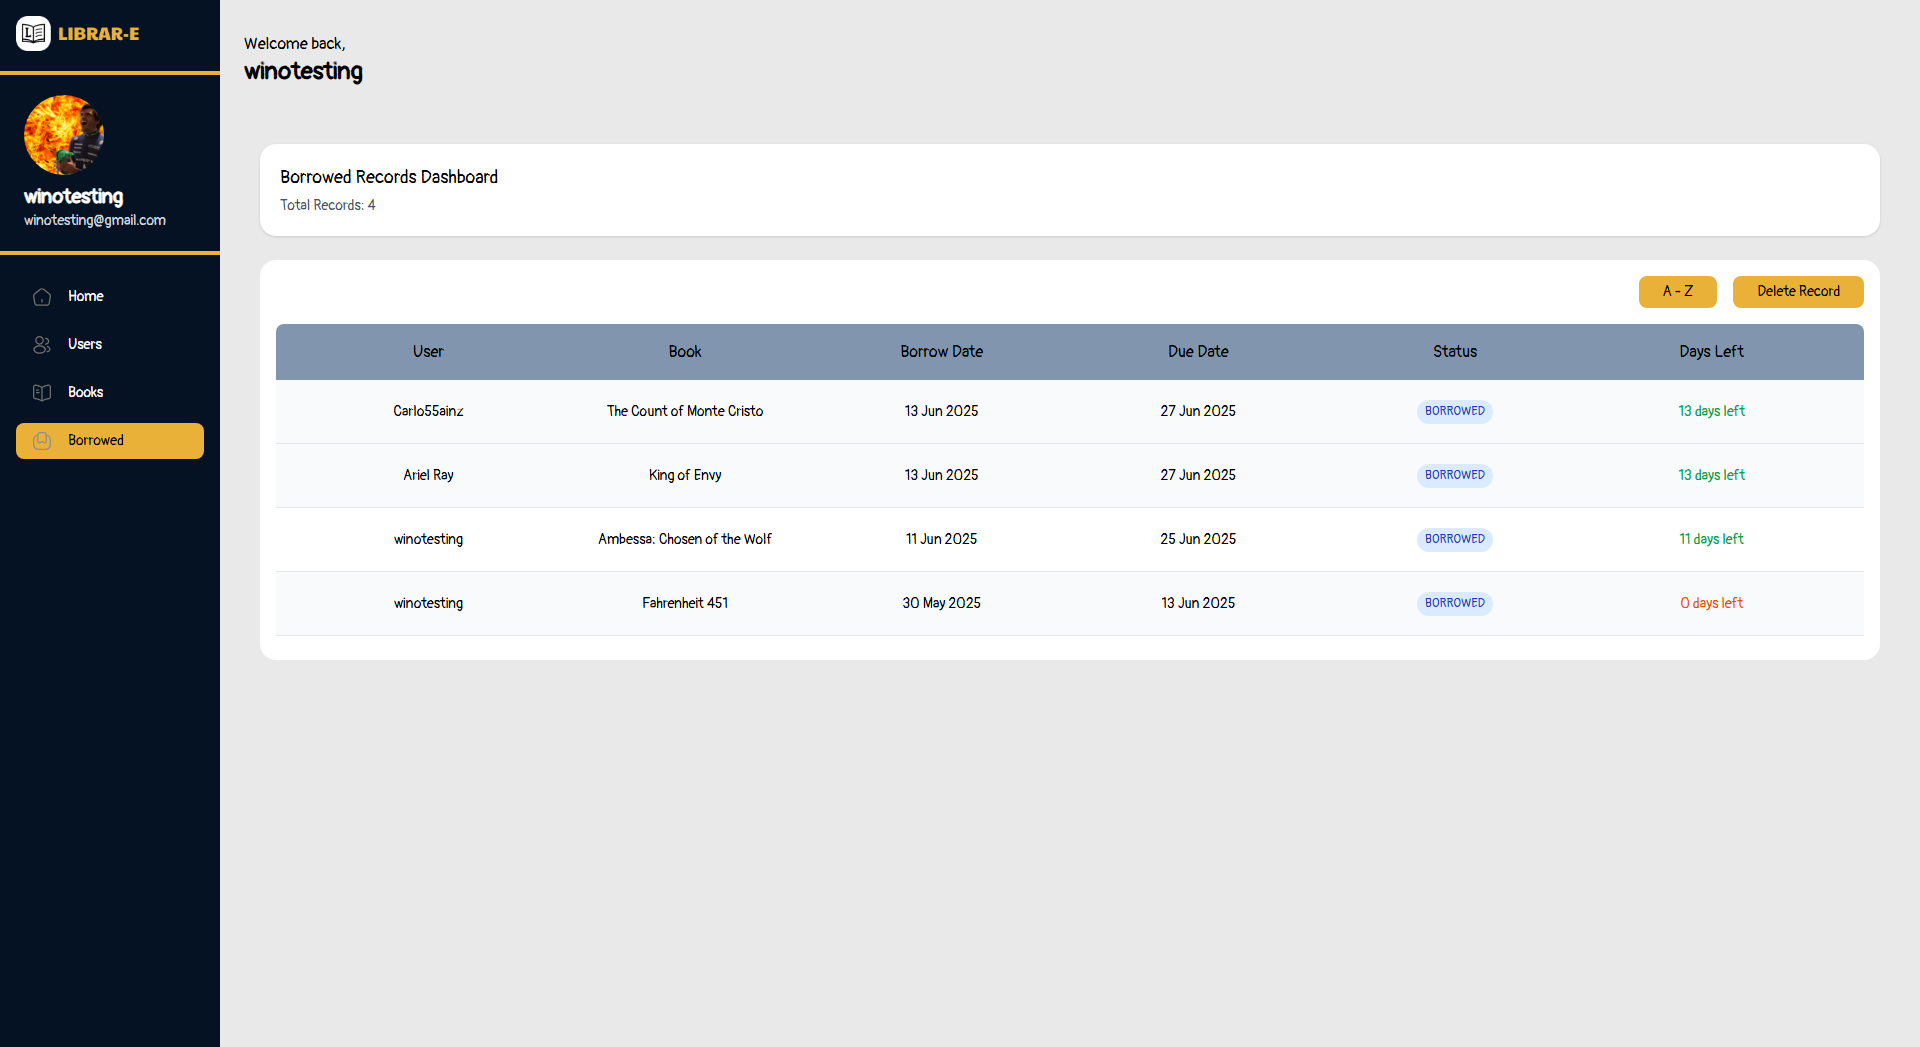 LIBRAR-E
winotesting
winotesting@gmail.com
Home
Users
Books
Borrowed
Welcome back,
winotesting
Borrowed Records Dashboard
Total Records: 4
A - Z Delete Record
User Book Borrow Date Due Date Status Days Left
Carlo55ainz The Count of Monte Cristo 13 Jun 2025 27 Jun 2025 BORROWED 13 days left
Ariel Ray King of Envy 13 Jun 2025 27 Jun 2025 BORROWED 13 days left
winotesting Ambessa: Chosen of the Wolf 11 Jun 2025 25 Jun 2025 BORROWED 11 days left
winotesting Fahrenheit 451 30 May 2025 13 Jun 2025 BORROWED 0 days left